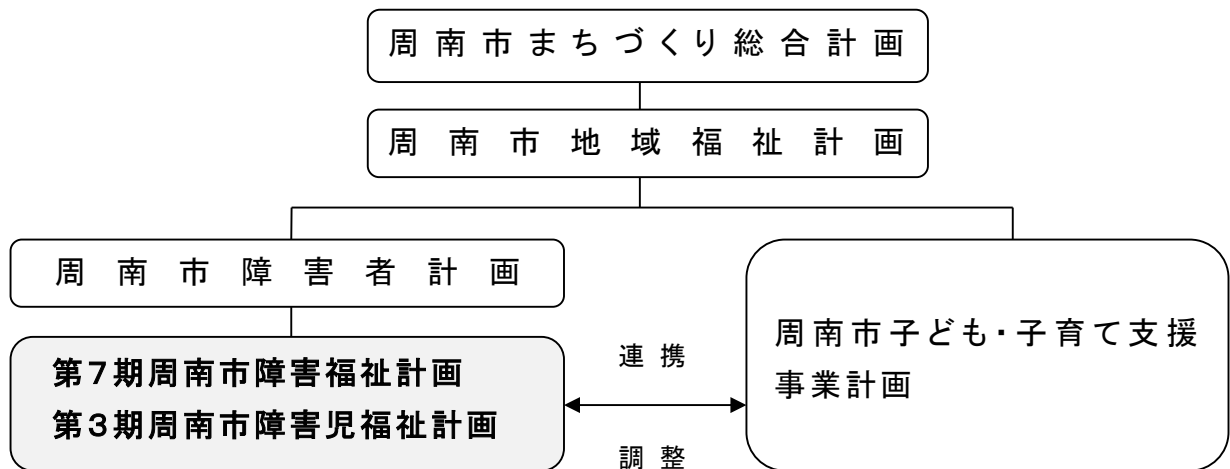 周南市まちづくり総合計画
周南市地域福祉計画
周南市障害者計画
第7期周南市障害福祉計画
第3期周南市障害児福祉計画
連携
調整
周南市子ども・子育て支援
事業計画